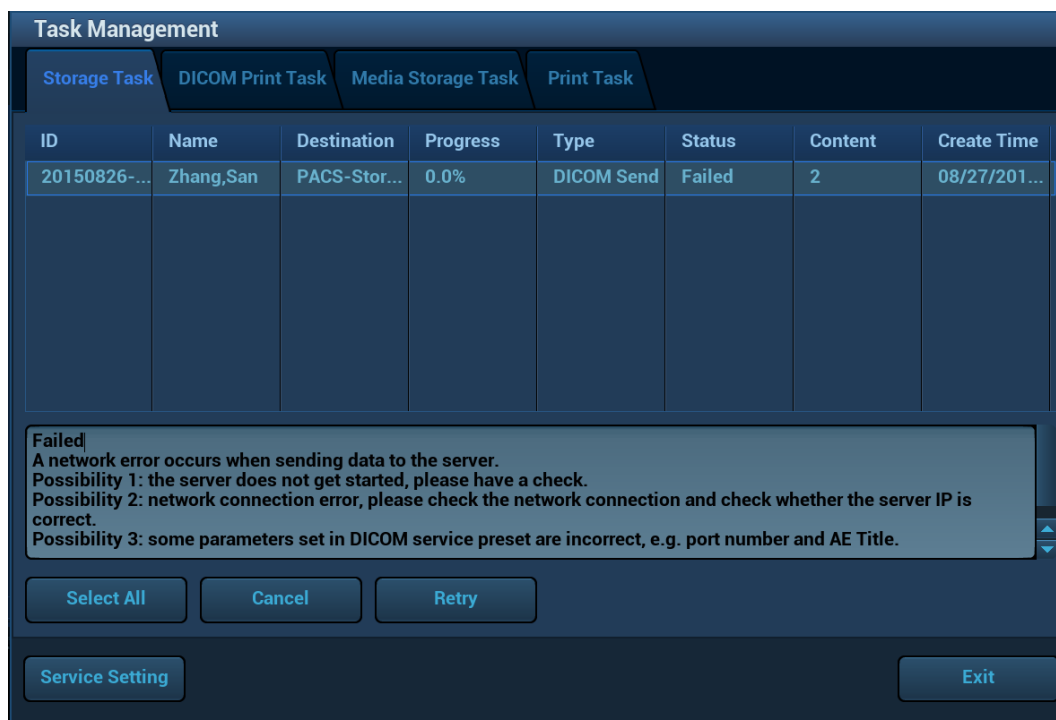 Task Management
Storage Task DICOM Print Task Media Storage Task Print Task
ID Name Destination Progress Type Status Content Create Time
20150826-... Zhang,San PACS-Stor... 0.0% DICOM Send Failed 2 08/27/201...
Failed
A network error occurs when sending data to the server.
Possibility 1: the server does not get started, please have a check.
Possibility 2: network connection error, please check the network connection and check whether the server IP is
correct.
Possibility 3: some parameters set in DICOM service preset are incorrect, e.g. port number and AE Title.
Select All Cancel Retry
Service Setting Exit